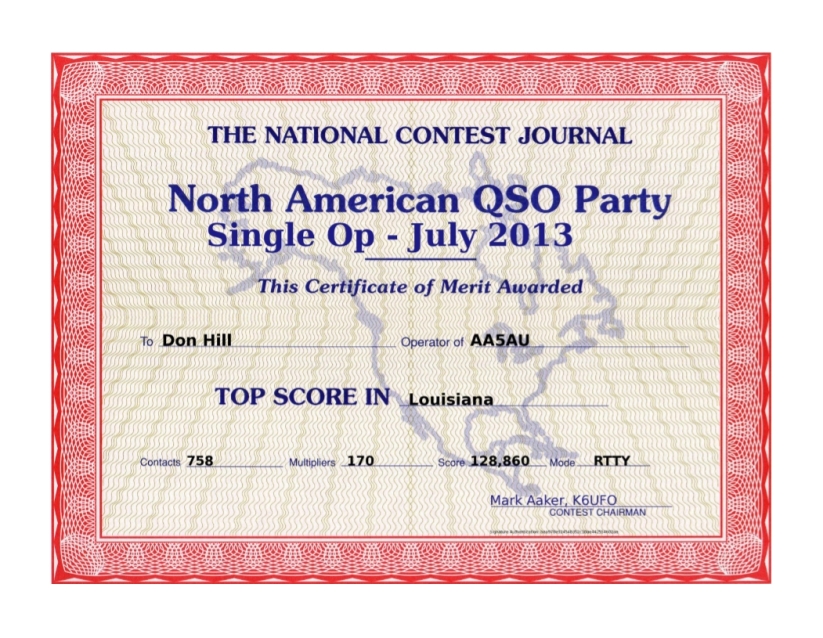 THE NATIONAL CONTEST JOURNAL
North American QSO Party
Single Op - July 2013
This Certificate of Merit Awarded
To Don Hill Operator of AA5AU
TOP SCORE IN Louisiana
Contacts 758 Multipliers 170 Score 128,860 Mode RTTY
Mark Aaker, K6UFO
CONTEST CHAIRMAN